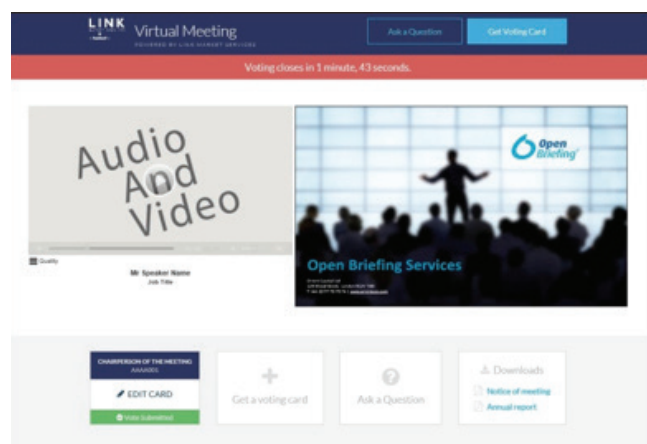 LINK
Virtual Meeting
POWERED BY LINK MARKET SERVICES
Ask a Question
Get Voting Card
Voting closes in 1 minute, 43 seconds.
Audio
And
Video
Open
Briefing
Quality
Mr Speaker Name
Job Title
Open Briefing Services
CHAIRPERSON OF THE MEETING
EDIT CARD
Vote Submitted
Get a voting card
Ask a Question
Downloads
Notice of meeting
Annual report